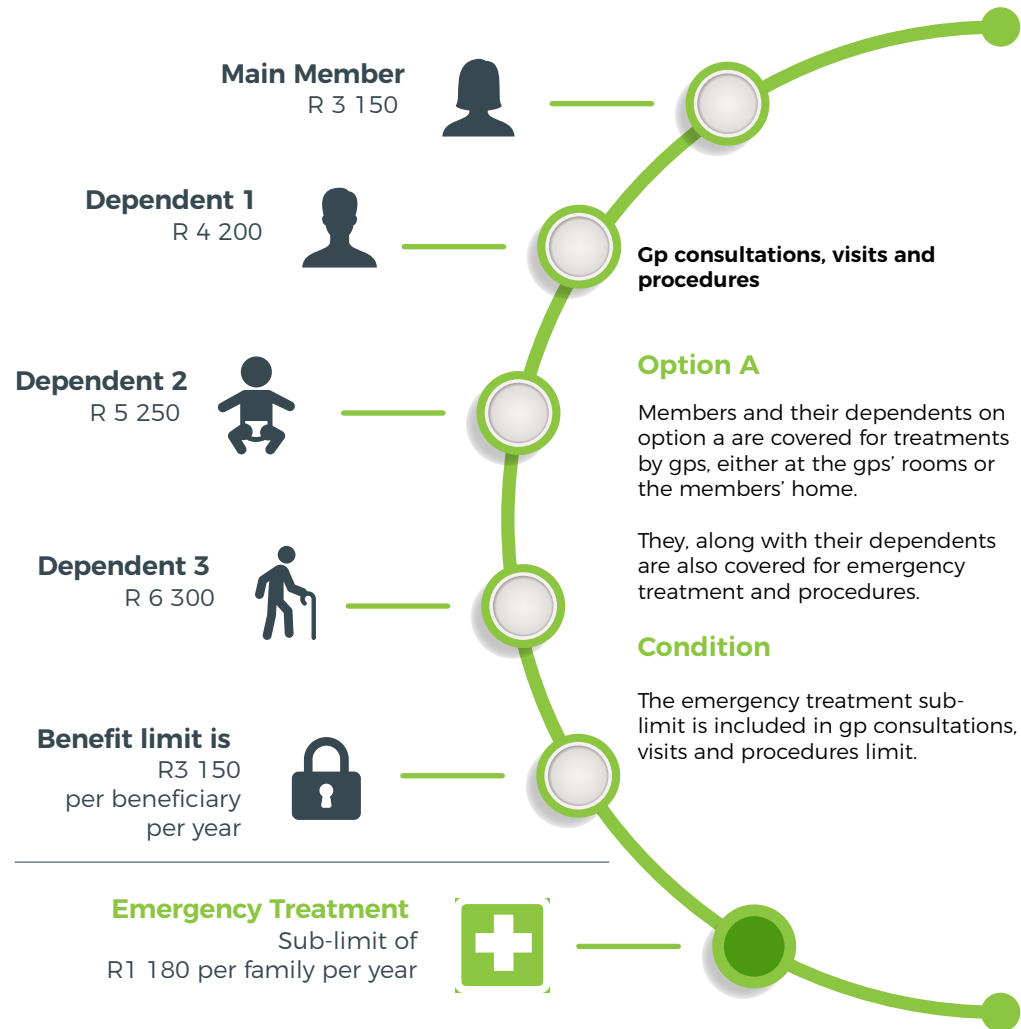 Main Member
R 3 150
Dependent 1
R 4 200
Dependent 2
R 5 250
Dependent 3
R 6 300
Benefit limit is
R3 150
per beneficiary
per year
Emergency Treatment
Sub-limit of
R1 180 per family per year
Gp consultations, visits and
procedures
Option A
Members and their dependents on
option a are covered for treatments
by gps, either at the gps’ rooms or
the members’ home.
They, along with their dependents
are also covered for emergency
treatment and procedures.
Condition
The emergency treatment sub-
limit is included in gp consultations,
visits and procedures limit.